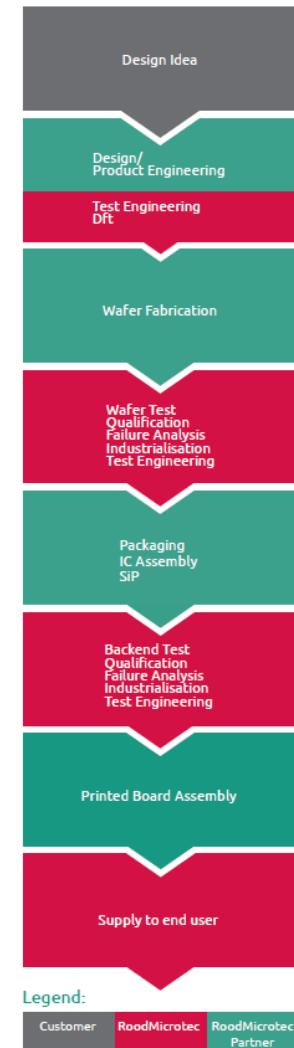 Design Idea
Design/
Product Engineering
Test Engineering
Dft
Wafer Fabrication
Wafer Test
Qualification
Failure Analysis
Industrialisation
Test Engineering
Packaging
IC Assembly
SiP
Backend Test
Qualification
Failure Analysis
Industrialisation
Test Engineering
Printed Board Assembly
Supply to end user
Legend:
Customer
RoodMicrotec
RoodMicrotec
Partner